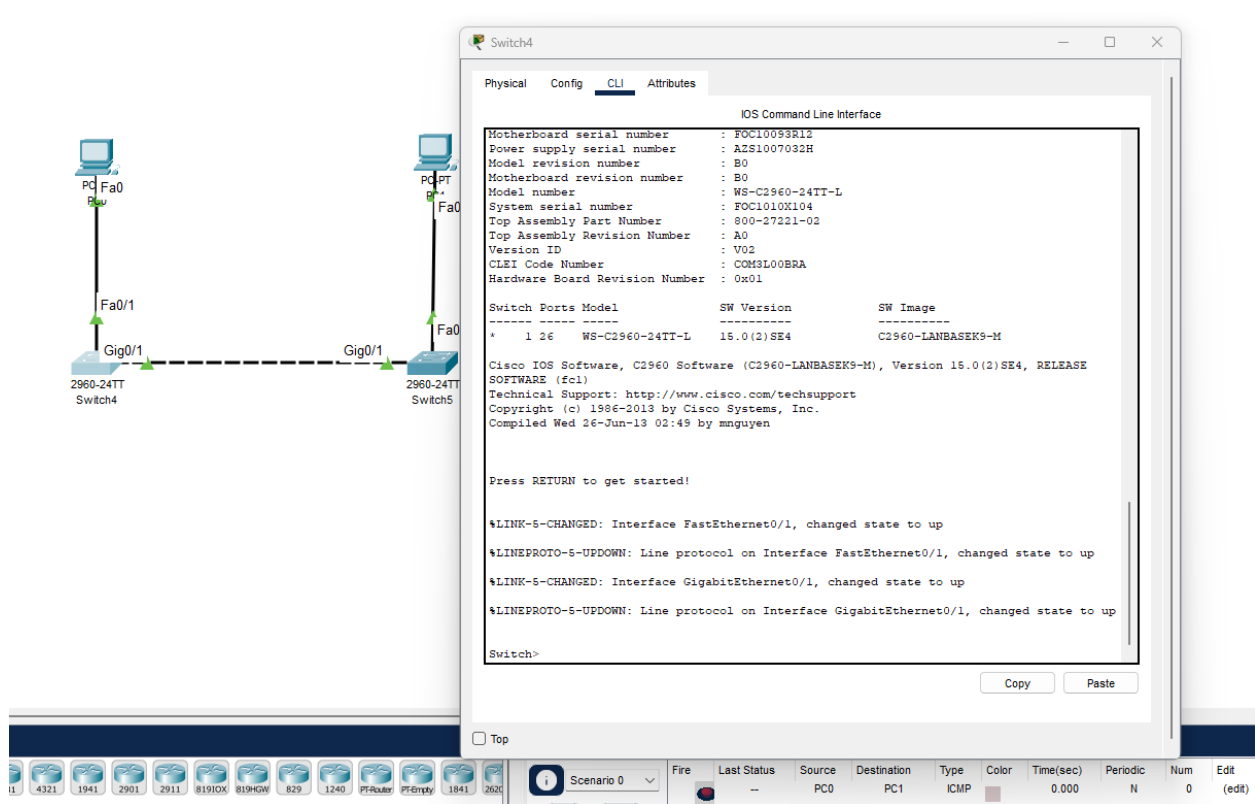 Switch4
Physical Config CLI Attributes
IOS Command Line Interface
Motherboard serial number : FOC10093R12
Power supply serial number : AZS1007032H
Model revision number : B0
Motherboard revision number : B0
Model number : WS-C2960-24TT-L
System serial number : FOC1010X104
Top Assembly Part Number : 800-27221-02
Top Assembly Revision Number : A0
Version ID : V02
CLEI Code Number : COM3L00BRA
Hardware Board Revision Number : 0x01
Switch Ports Model SW Version SW Image
------ ----- ----- ---------- ----------
* 1 26 WS-C2960-24TT-L 15.0(2)SE4 C2960-LANBASEK9-M
Cisco IOS Software, C2960 Software (C2960-LANBASEK9-M), Version 15.0(2)SE4, RELEASE
SOFTWARE (fc1)
Technical Support: http://www.cisco.com/techsupport
Copyright (c) 1986-2013 by Cisco Systems, Inc.
Compiled Wed 26-Jun-13 02:49 by mnguyen
Press RETURN to get started!
%LINK-5-CHANGED: Interface FastEthernet0/1, changed state to up
%LINEPROTO-5-UPDOWN: Line protocol on Interface FastEthernet0/1, changed state to up
%LINK-5-CHANGED: Interface GigabitEthernet0/1, changed state to up
%LINEPROTO-5-UPDOWN: Line protocol on Interface GigabitEthernet0/1, changed state to up
Switch>
Copy Paste
Top
Fa0
Fa0/1
Gig0/1
2960-24TT
Switch4
Fa0
Fa0
Gig0/1
2960-24TT
Switch5
4321 1941 2901 2911 819IOX 819HGW 829 1240 PT-Router PT-Empty 1841
Scenario 0
Fire Last Status Source Destination Type Color Time(sec) Periodic Num Edit
-- PC0 PC1 ICMP 0.000 N 0 (edit)